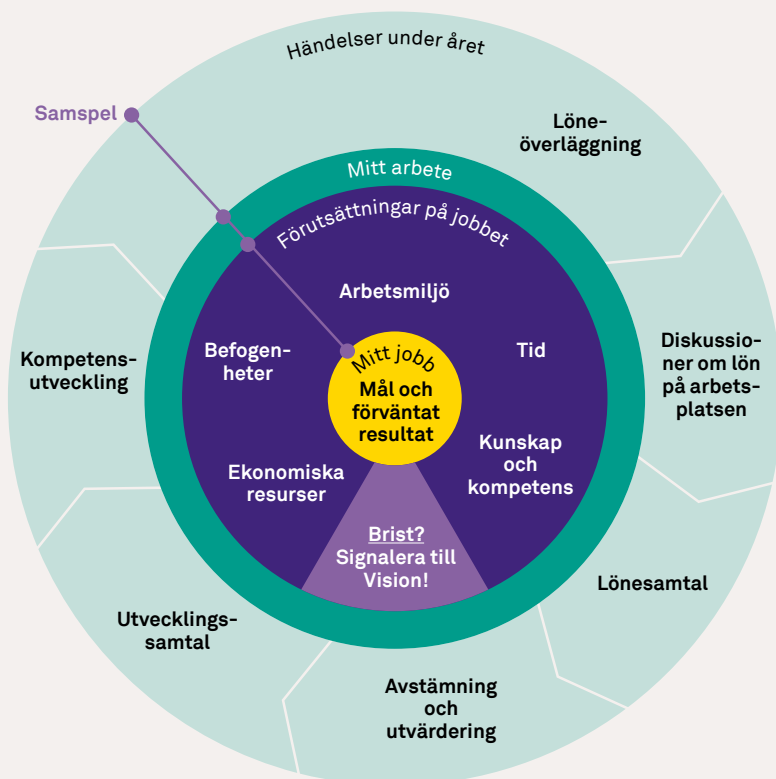 Händelser under året
Samspel
Löne-
överläggning
Mitt arbete
Förutsättningar på jobbet
Arbetsmiljö
Befogen-
heter
Tid
Kompetens-
utveckling
Diskussio-
ner om lön
på arbets-
platsen
Mitt jobb
Mål och
förväntat
resultat
Ekonomiska
resurser
Kunskap
och
kompetens
Brist?
Signalera till
Vision!
Lönesamtal
Utvecklings-
samtal
Avstämning
och
utvärdering